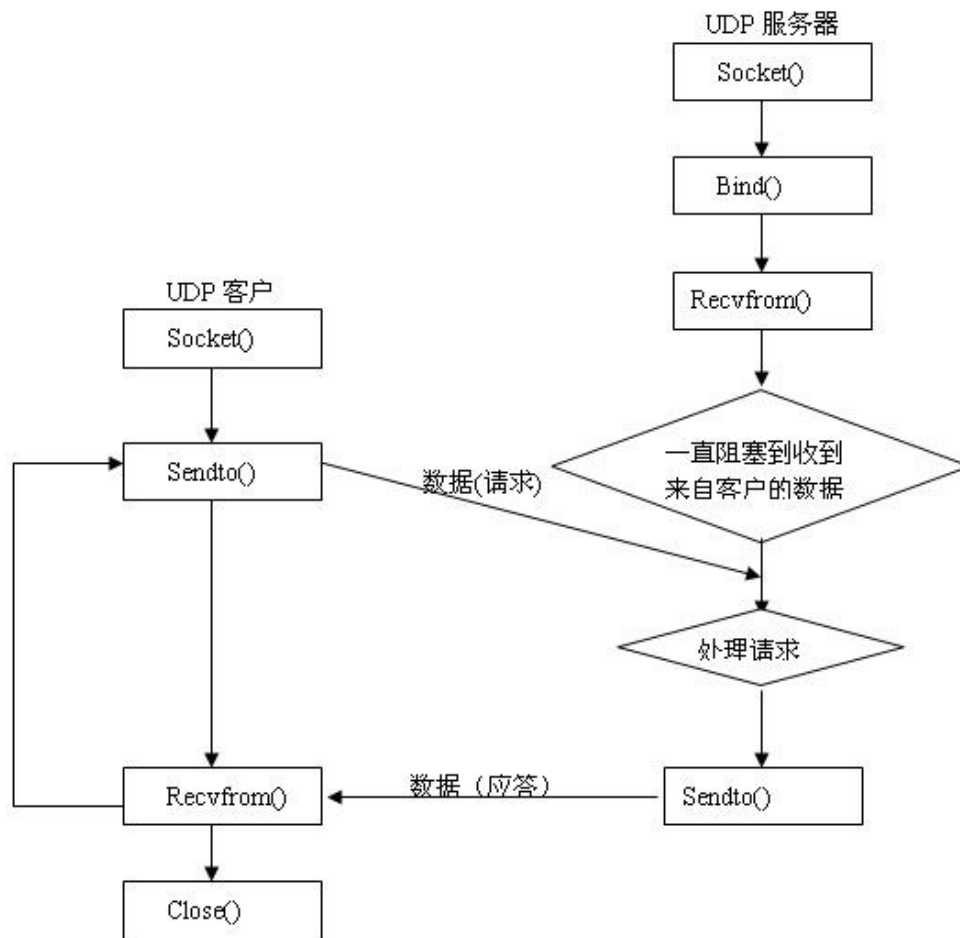 UDP 服务器
Socket()
Bind()
Recvfrom()
UDP 客户
Socket()
一直阻塞到收到
来自客户的数据
Sendto()
数据(请求)
处理请求
Recvfrom()
数据（应答）
Sendto()
Close()